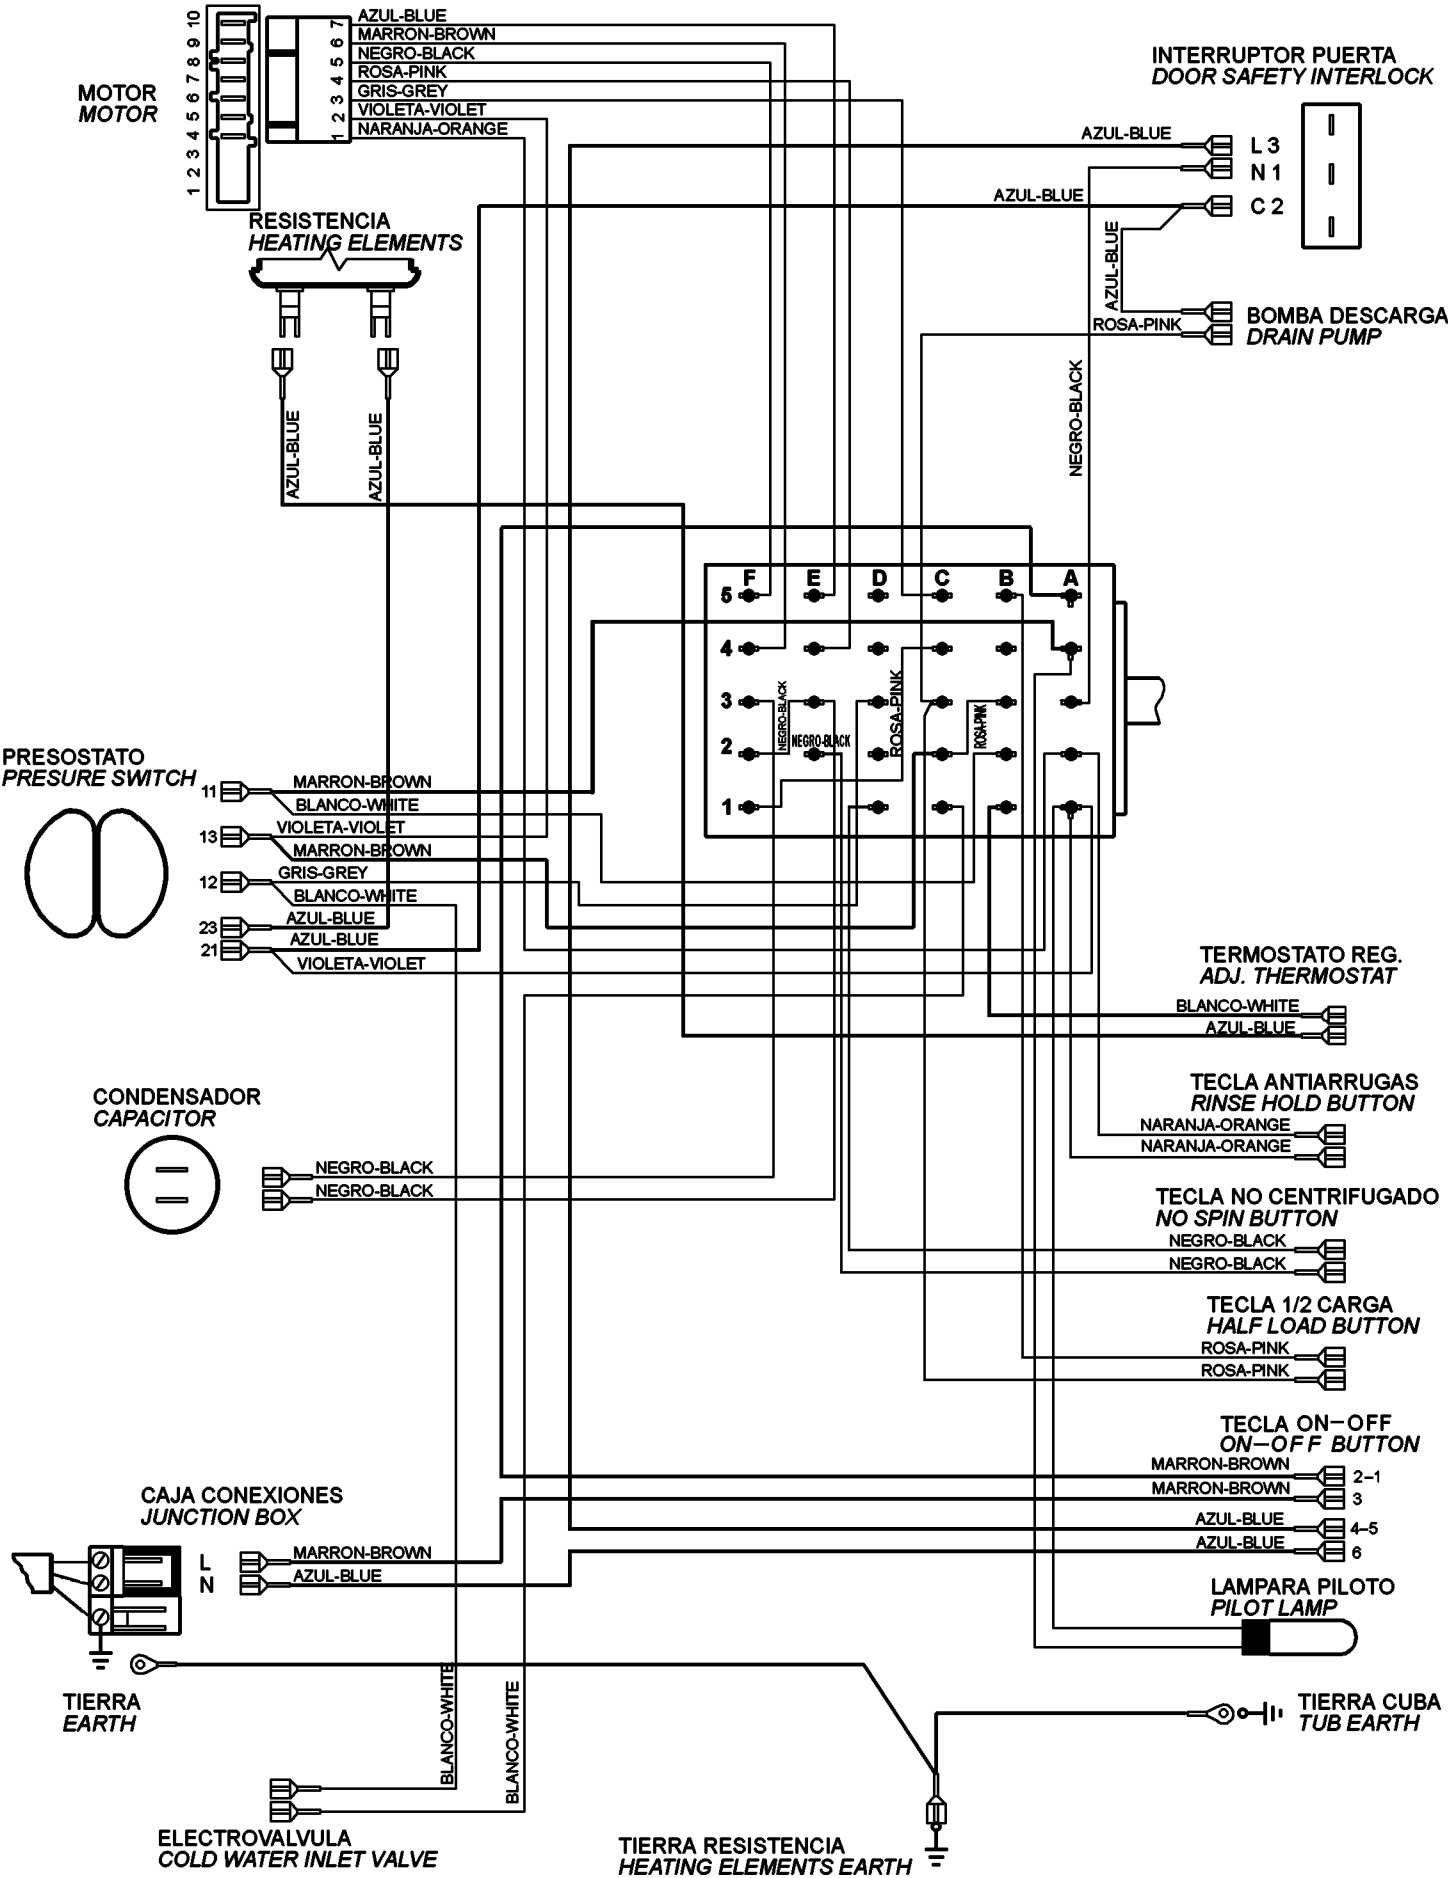 MOTOR
MOTOR
10
9
8
7
6
5
4
3
2
1
7
6
5
4
3
2
1
AZUL-BLUE
MARRON-BROWN
NEGRO-BLACK
ROSA-PINK
GRIS-GREY
VIOLETA-VIOLET
NARANJA-ORANGE
INTERRUPTOR PUERTA
DOOR SAFETY INTERLOCK
AZUL-BLUE
L 3
N 1
AZUL-BLUE
C 2
AZUL-BLUE
ROSA-PINK
BOMBA DESCARGA
DRAIN PUMP
NEGRO-BLACK
RESISTENCIA
HEATING ELEMENTS
AZUL-BLUE
AZUL-BLUE
F E D C B A
5
4
3
2
1
NEGRO-BLACK
NEGRO-BLACK
ROSA-PINK
ROSA-PINK
PRESOSTATO
PRESURE SWITCH
11
MARRON-BROWN
BLANCO-WHITE
13
VIOLETA-VIOLET
MARRON-BROWN
12
GRIS-GREY
BLANCO-WHITE
23
AZUL-BLUE
21
AZUL-BLUE
VIOLETA-VIOLET
TERMOSTATO REG.
ADJ. THERMOSTAT
BLANCO-WHITE
AZUL-BLUE
TECLA ANTIARRUGAS
RINSE HOLD BUTTON
NARANJA-ORANGE
NARANJA-ORANGE
CONDENSADOR
CAPACITOR
NEGRO-BLACK
NEGRO-BLACK
TECLA NO CENTRIFUGADO
NO SPIN BUTTON
NEGRO-BLACK
NEGRO-BLACK
TECLA 1/2 CARGA
HALF LOAD BUTTON
ROSA-PINK
ROSA-PINK
TECLA ON-OFF
ON-OFF BUTTON
MARRON-BROWN
2-1
MARRON-BROWN
3
AZUL-BLUE
4-5
AZUL-BLUE
6
CAJA CONEXIONES
JUNCTION BOX
L
MARRON-BROWN
N
AZUL-BLUE
LAMPARA PILOTO
PILOT LAMP
TIERRA
EARTH
BLANCO-WHITE
BLANCO-WHITE
TIERRA CUBA
TUB EARTH
ELECTROVALVULA
COLD WATER INLET VALVE
TIERRA RESISTENCIA
HEATING ELEMENTS EARTH